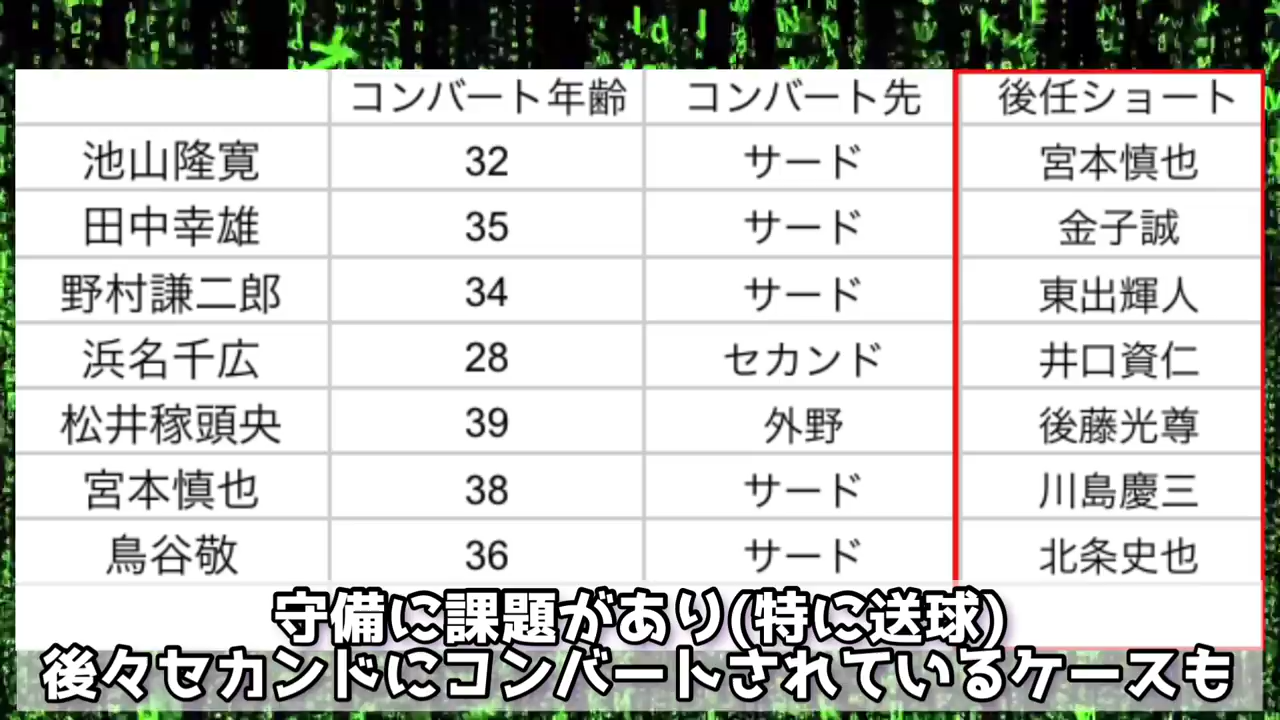 コンバート年齢 コンバート先 後任ショート
池山隆寛 32 サード 宮本慎也
田中幸雄 35 サード 金子誠
野村謙二郎 34 サード 東出輝人
浜名千広 28 セカンド 井口資仁
松井稼頭央 39 外野 後藤光尊
宮本慎也 38 サード 川島慶三
鳥谷敬 36 サード 北条史也
守備に課題があり(特に送球)
後々セカンドにコンバートされているケースも